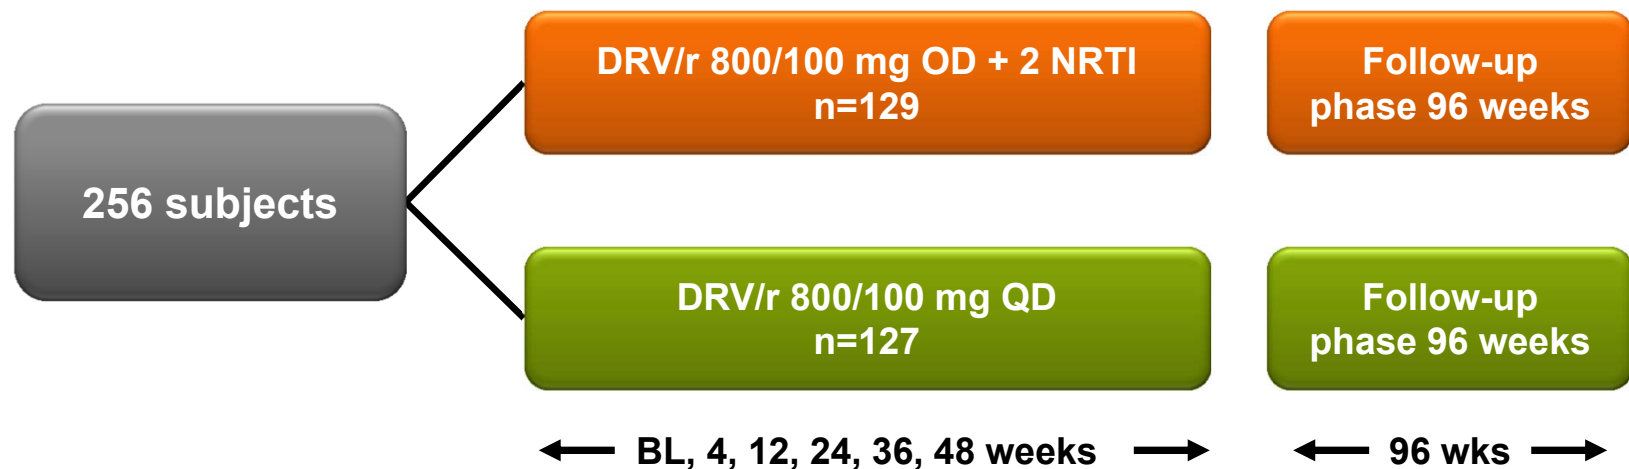 256 subjects
DRV/r 800/100 mg OD + 2 NRTI
n=129
Follow-up
phase 96 weeks
DRV/r 800/100 mg QD
n=127
Follow-up
phase 96 weeks
BL, 4, 12, 24, 36, 48 weeks
96 wks